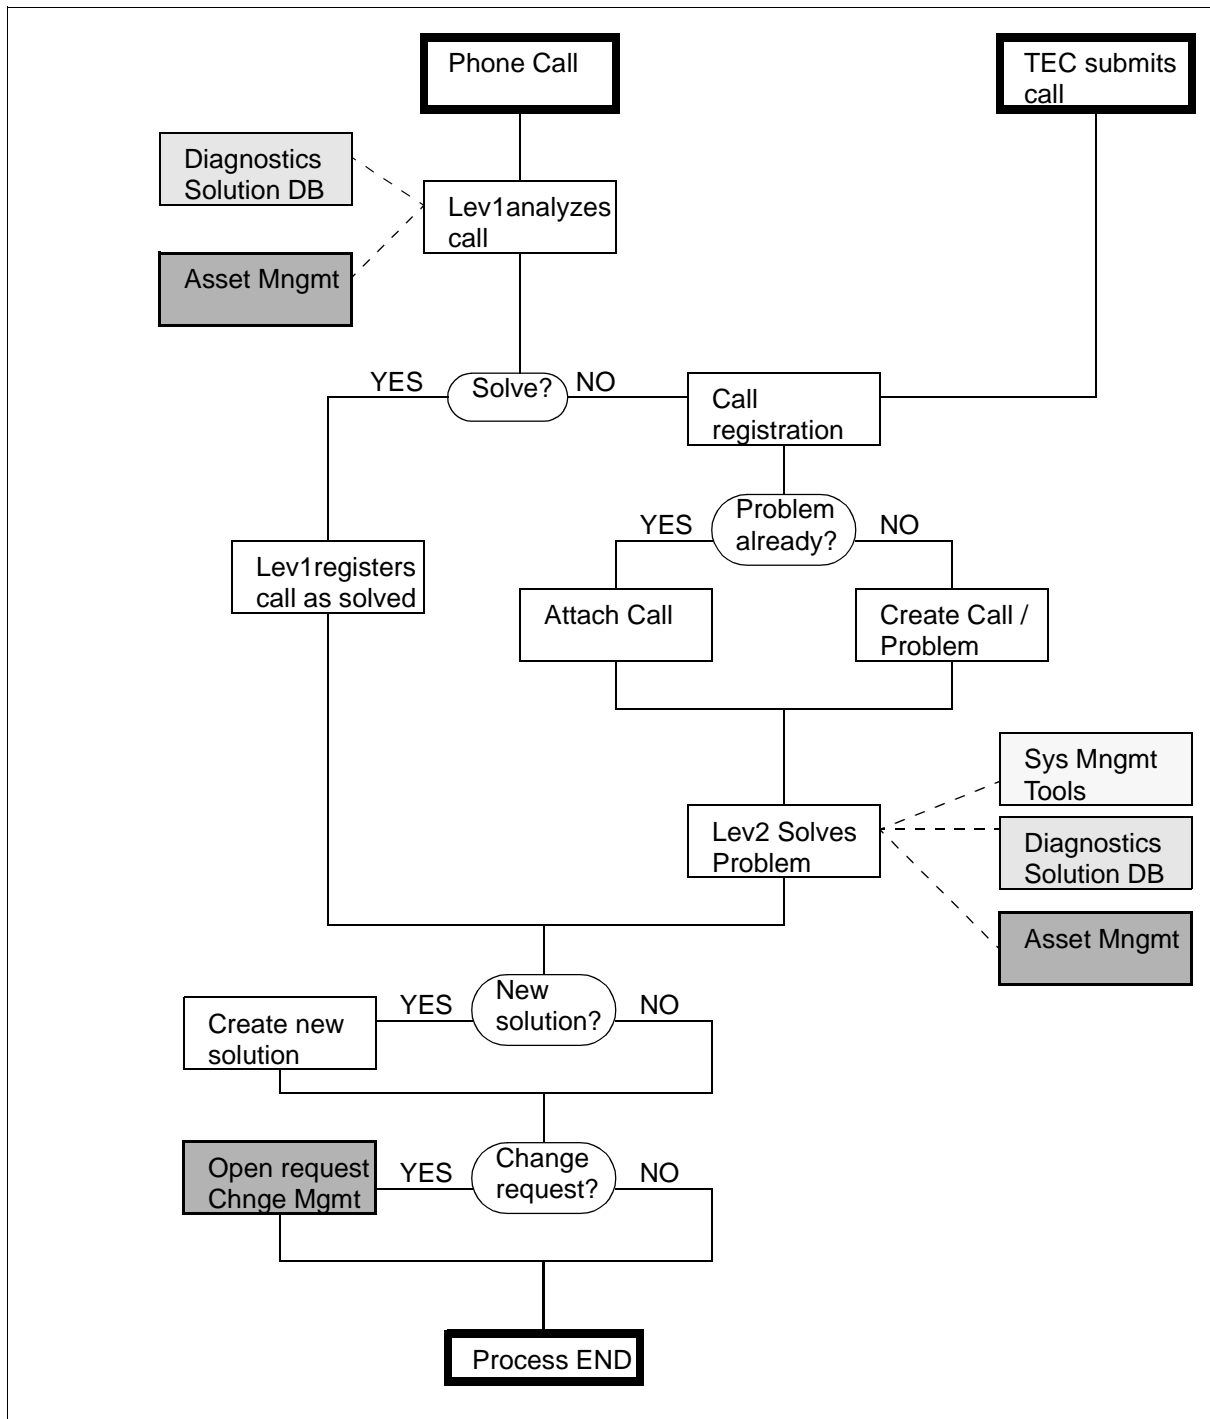 Phone Call
TEC submits
call
Diagnostics
Solution DB
Lev1analyzes
call
Asset Mngmt
YES
Solve?
NO
Call
registration
YES
Problem
already?
NO
Lev1registers
call as solved
Attach Call
Create Call /
Problem
Sys Mngmt
Tools
Lev2 Solves
Problem
Diagnostics
Solution DB
Asset Mngmt
YES
New
solution?
NO
Create new
solution
Open request
Chnge Mgmt
YES
Change
request?
NO
Process END